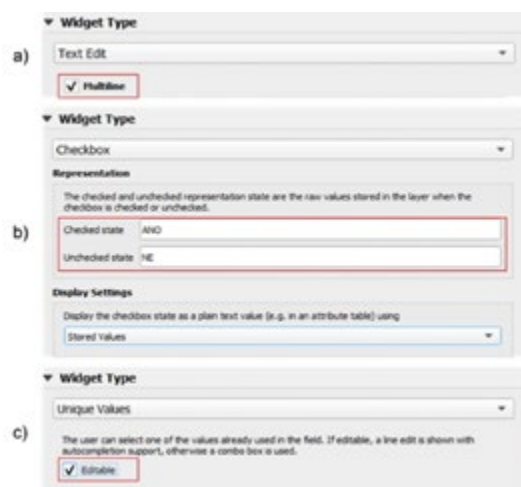 ▼ Widget Type
a)
Text Edit
✓ Multiline
▼ Widget Type
Checkbox
Representation
The checked and unchecked representation state are the raw values stored in the layer when the
checkbox is checked or unchecked.
b)
Checked state ANO
Unchecked state NE
Display Settings
Display the checkbox state as a plain text value (e.g. in an attribute table) using
Stored Values
▼ Widget Type
Unique Values
c)
The user can select one of the values already used in the field. If editable, a line edit is shown with
autocompletion support, otherwise a combo box is used.
✓ Editable